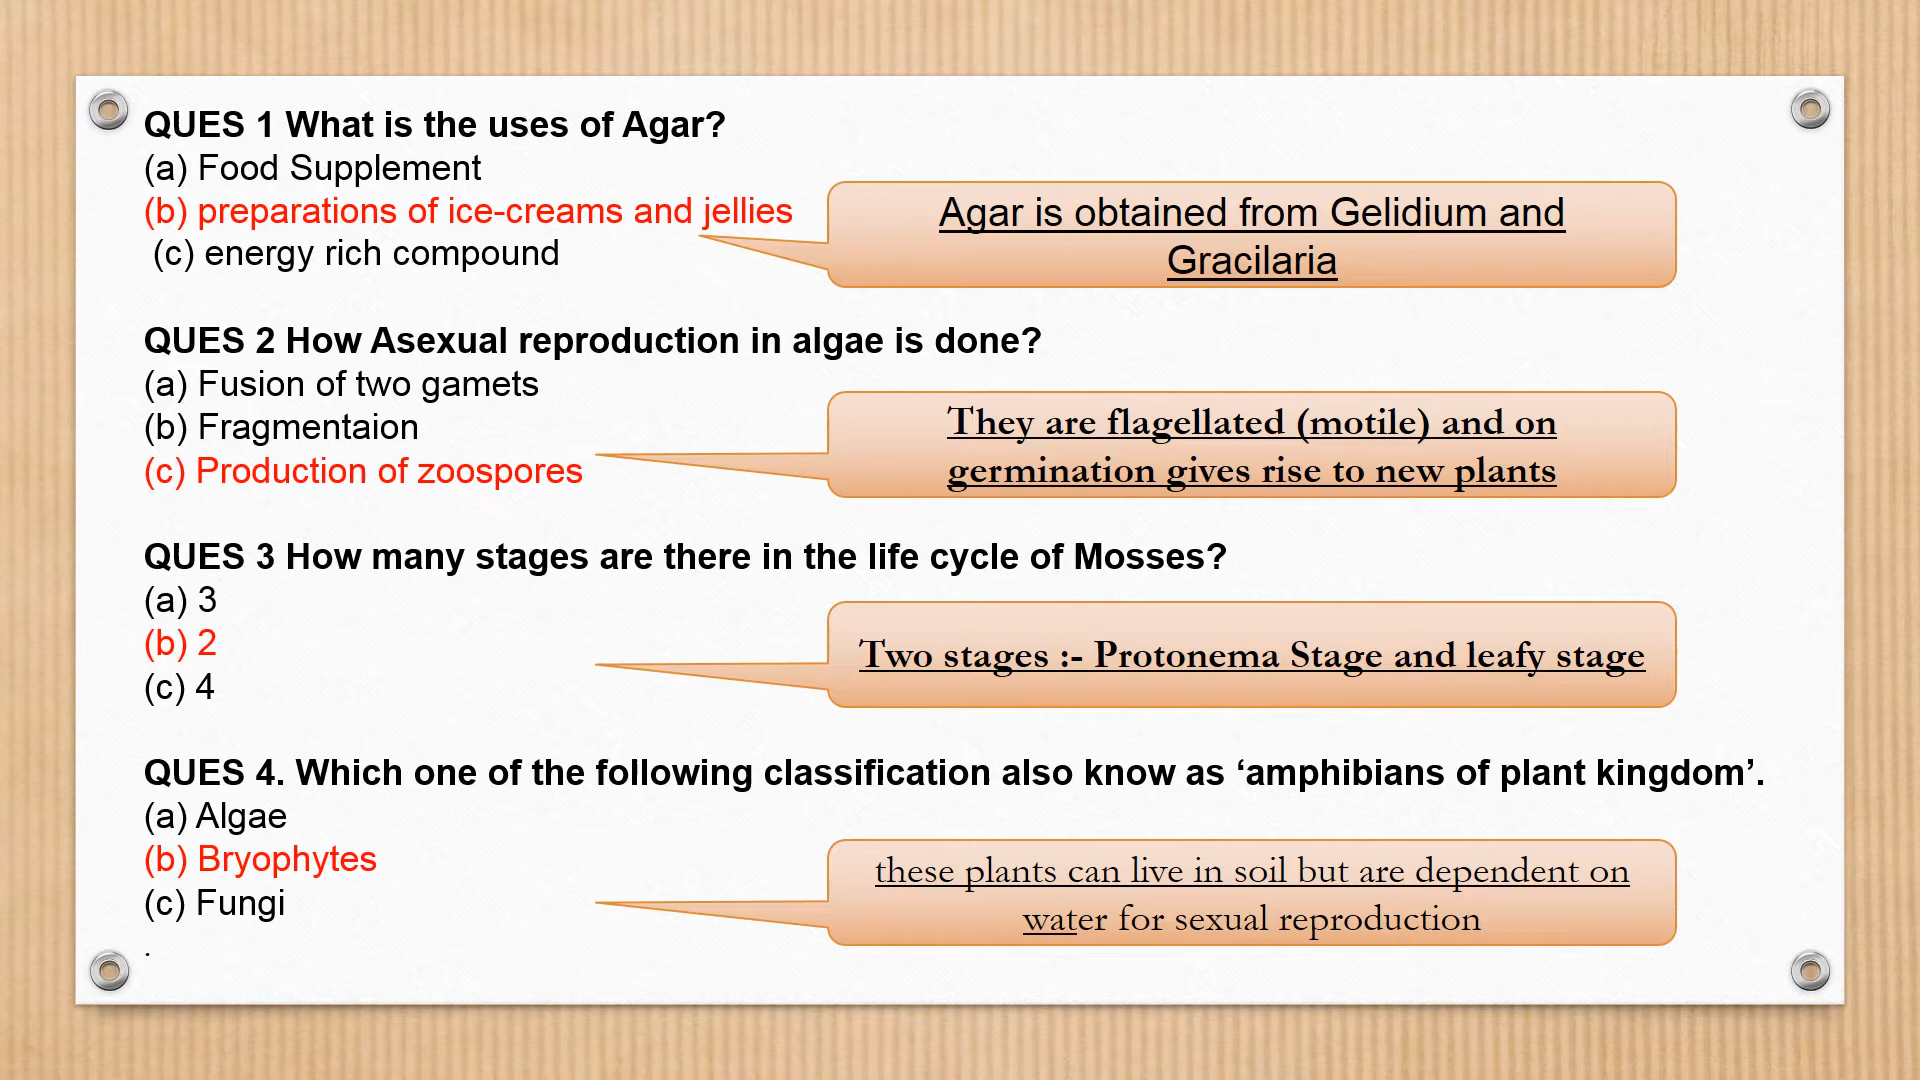 QUES 1 What is the uses of Agar?
(a) Food Supplement
(b) preparations of ice-creams and jellies
(c) energy rich compound
Agar is obtained from Gelidium and
Gracilaria
QUES 2 How Asexual reproduction in algae is done?
(a) Fusion of two gamets
(b) Fragmentaion
(c) Production of zoospores
They are flagellated (motile) and on
germination gives rise to new plants
QUES 3 How many stages are there in the life cycle of Mosses?
(a) 3
(b) 2
(c) 4
Two stages :- Protonema Stage and leafy stage
QUES 4. Which one of the following classification also know as ‘amphibians of plant kingdom’.
(a) Algae
(b) Bryophytes
(c) Fungi
.
these plants can live in soil but are dependent on
water for sexual reproduction